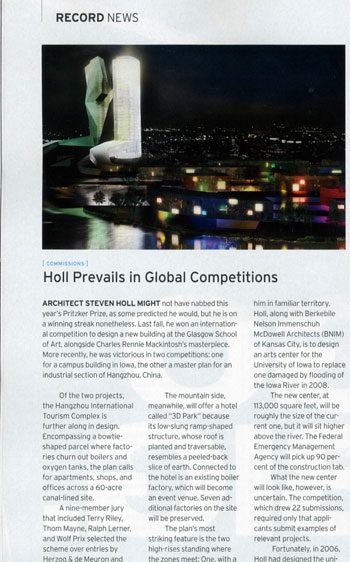 RECORD NEWS
[ COMMISSIONS ]
Holl Prevails in Global Competitions
ARCHITECT STEVEN HOLL MIGHT not have nabbed this
year's Pritzker Prize, as some predicted he would, but he is on
a winning streak nonetheless. Last fall, he won an internation-
al competition to design a new building at the Glasgow School
of Art, alongside Charles Rennie Mackintosh's masterpiece.
More recently, he was victorious in two competitions: one
for a campus building in Iowa, the other a master plan for an
industrial section of Hangzhou, China.
Of the two projects,
the Hangzhou International
Tourism Complex is
further along in design.
Encompassing a bowtie-
shaped parcel where facto-
ries churn out boilers and
oxygen tanks, the plan calls
for apartments, shops, and
offices across a 60-acre
canal-lined site.
A nine-member jury
that included Terry Riley,
Thom Mayne, Ralph Lerner,
and Wolf Prix selected the
scheme over entries by
Herzog & de Meuron and
The mountain side,
meanwhile, will offer a hotel
called "3D Park" because
its low-slung ramp-shaped
structure, whose roof is
planted and traversable,
resembles a peeled-back
slice of earth. Connected to
the hotel is an existing boiler
factory, which will become
an event venue. Seven ad-
ditional factories on the site
will be preserved.
The plan's most
striking feature is the two
high-rises standing where
the zones meet: One, with a
him in familiar territory.
Holl, along with Berkebile
Nelson Immenschuh
McDowell Architects (BNIM)
of Kansas City, is to design
an arts center for the
University of Iowa to replace
one damaged by flooding of
the Iowa River in 2008.
The new center, at
113,000 square feet, will be
roughly the size of the cur-
rent one, but it will sit higher
above the river. The Federal
Emergency Management
Agency will pick up 90 per-
cent of the construction tab.
What the new center
will look like, however, is
uncertain. The competition,
which drew 22 submissions,
required only that appli-
cants submit examples of
relevant projects.
Fortunately, in 2006,
Holl had designed the uni-